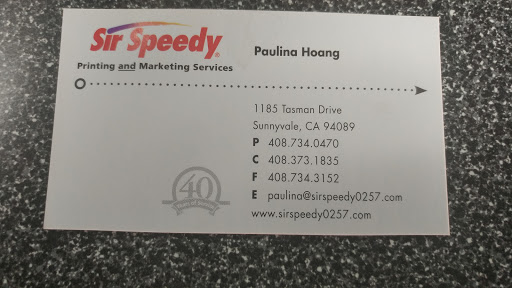 Sir Speedy®
Printing and Marketing Services
Paulina Hoang
1185 Tasman Drive
Sunnyvale, CA 94089
P 408.734.0470
C 408.373.1835
F 408.734.3152
E paulina@sirspeedy0257.com
www.sirspeedy0257.com
40